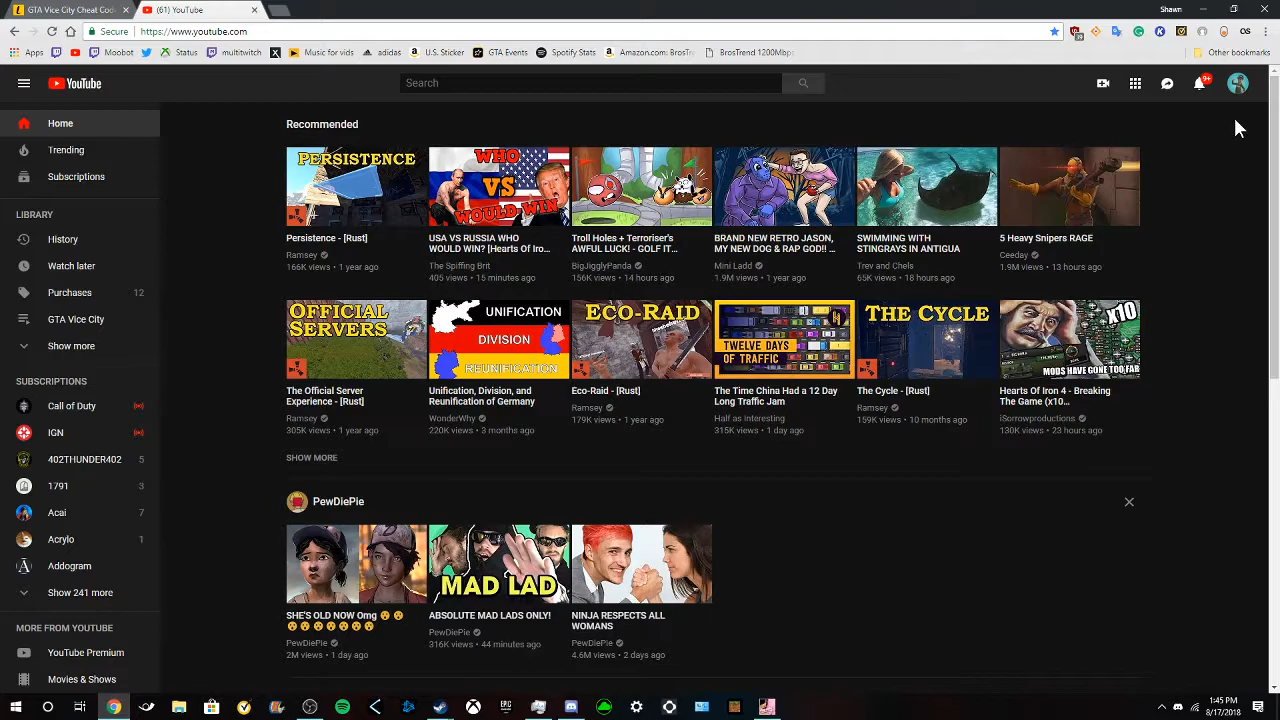 GTA Vice City Cheat Cod
(61) YouTube
Shawn
Secure
https://www.youtube.com
Apps
Moobot
Status
multitwitch
Music for vids
adidas
U.S. Sticker
GTA Events
Spotify Stats
Amazon.com: BrosTre
BrosTrend 1200Mbps
Other bookmarks
YouTube
Search
9+
Home
Trending
Subscriptions
LIBRARY
History
Watch later
Purchases 12
GTA Vice City
Show more
SUBSCRIPTIONS
Call of Duty
IGN
402THUNDER402 5
1791 3
Acai 7
Acrylo 1
Addogram
Show 241 more
MORE FROM YOUTUBE
YouTube Premium
Movies & Shows
Recommended
PERSISTENCE
Persistence - [Rust]
Ramsey
166K views • 1 year ago
WHO
VS
WOULD WIN
USA VS RUSSIA WHO
WOULD WIN? [Hearts Of Iro...
The Spiffing Brit
405 views • 15 minutes ago
Troll Holes + Terroriser's
AWFUL LUCK! - GOLF IT...
BigJigglyPanda
156K views • 14 hours ago
BRAND NEW RETRO JASON,
MY NEW DOG & RAP GOD!! ...
Mini Ladd
1.9M views • 1 year ago
SWIMMING WITH
STINGRAYS IN ANTIGUA
Trev and Chels
65K views • 18 hours ago
5 Heavy Snipers RAGE
Ceeday
1.9M views • 13 hours ago
OFFICIAL
SERVERS
The Official Server
Experience - [Rust]
Ramsey
305K views • 1 year ago
UNIFICATION
DIVISION
REUNIFICATION
Unification, Division, and
Reunification of Germany
WonderWhy
220K views • 3 months ago
ECO-RAID
Eco-Raid - [Rust]
Ramsey
179K views • 1 year ago
TWELVE DAYS
OF TRAFFIC
The Time China Had a 12 Day
Long Traffic Jam
Half as Interesting
315K views • 1 day ago
THE CYCLE
The Cycle - [Rust]
Ramsey
159K views • 10 months ago
X10
MODS HAVE GONE TOO FAR
Hearts Of Iron 4 - Breaking
The Game (x10...
iSorrowproductions
130K views • 23 hours ago
SHOW MORE
PewDiePie
SHE'S OLD NOW Omg 😮 😮
😮 😮 😮 😮 😮 😮 😮
PewDiePie
2M views • 1 day ago
MAD LAD
ABSOLUTE MAD LADS ONLY!
PewDiePie
316K views • 44 minutes ago
NINJA RESPECTS ALL
WOMANS
PewDiePie
4.6M views • 2 days ago
EPIC
1:45 PM
8/17/2018